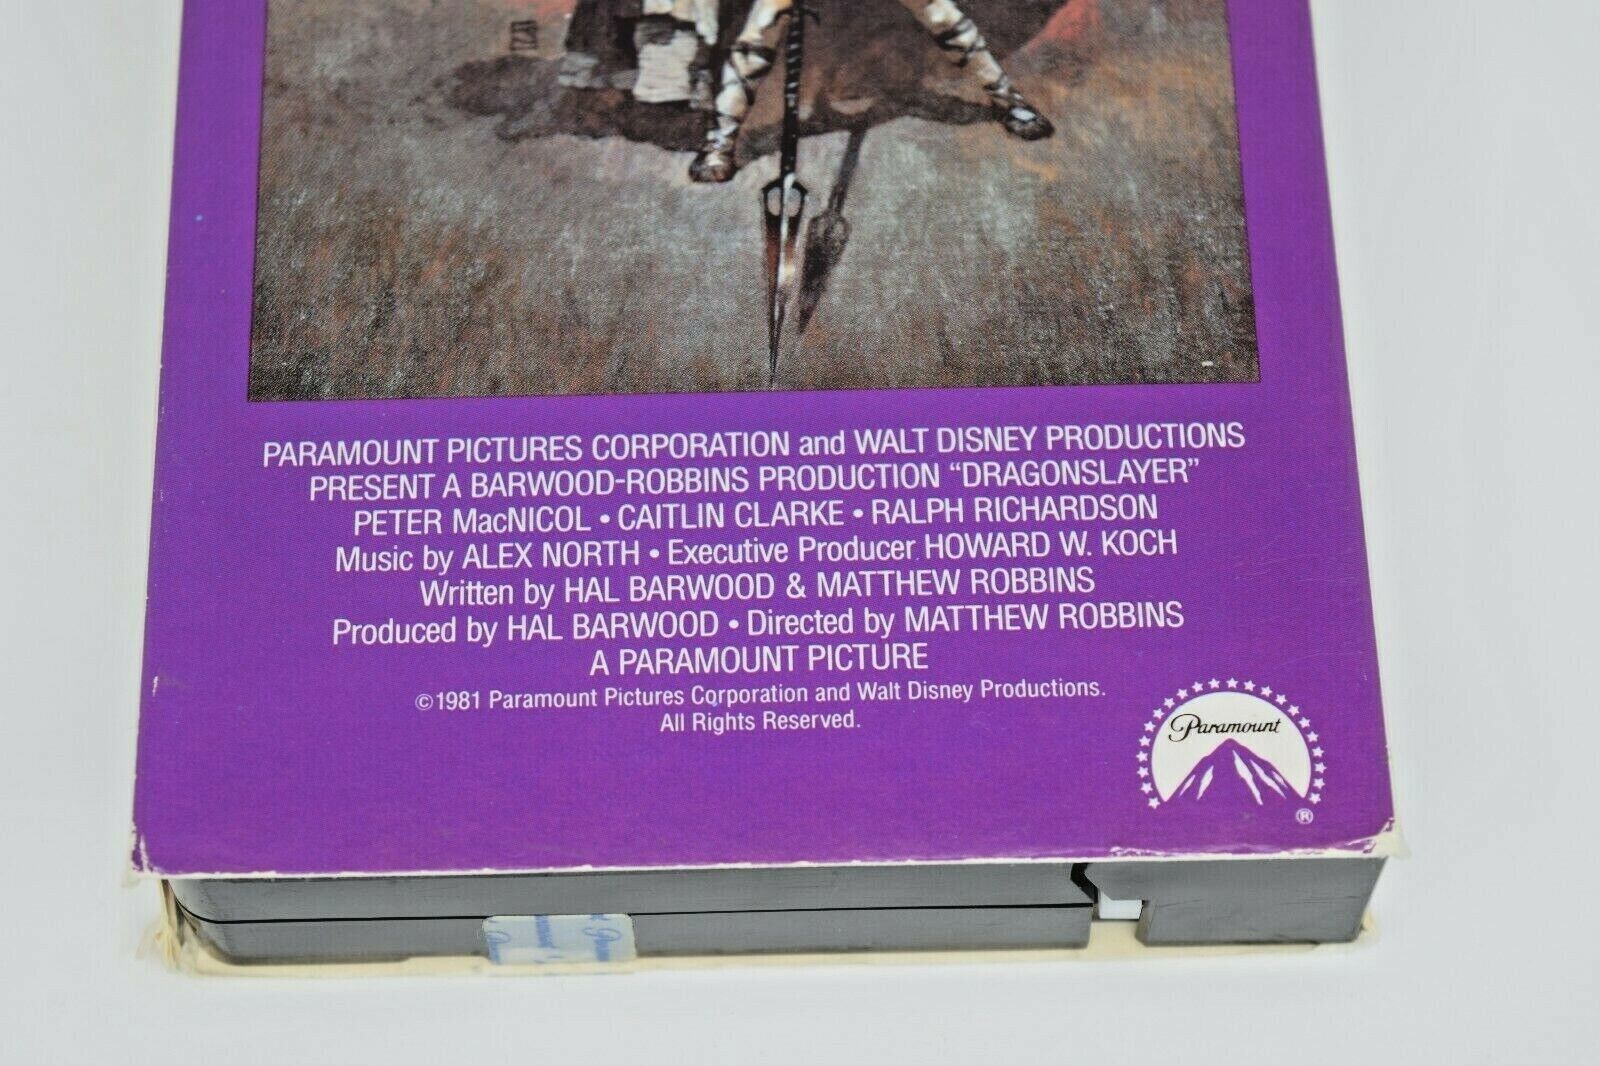 PARAMOUNT PICTURES CORPORATION and WALT DISNEY PRODUCTIONS
PRESENT A BARWOOD-ROBBINS PRODUCTION “DRAGONSLAYER”
PETER MacNICOL • CAITLIN CLARKE • RALPH RICHARDSON
Music by ALEX NORTH • Executive Producer HOWARD W. KOCH
Written by HAL BARWOOD & MATTHEW ROBBINS
Produced by HAL BARWOOD • Directed by MATTHEW ROBBINS
A PARAMOUNT PICTURE
©1981 Paramount Pictures Corporation and Walt Disney Productions.
All Rights Reserved.
Paramount
®